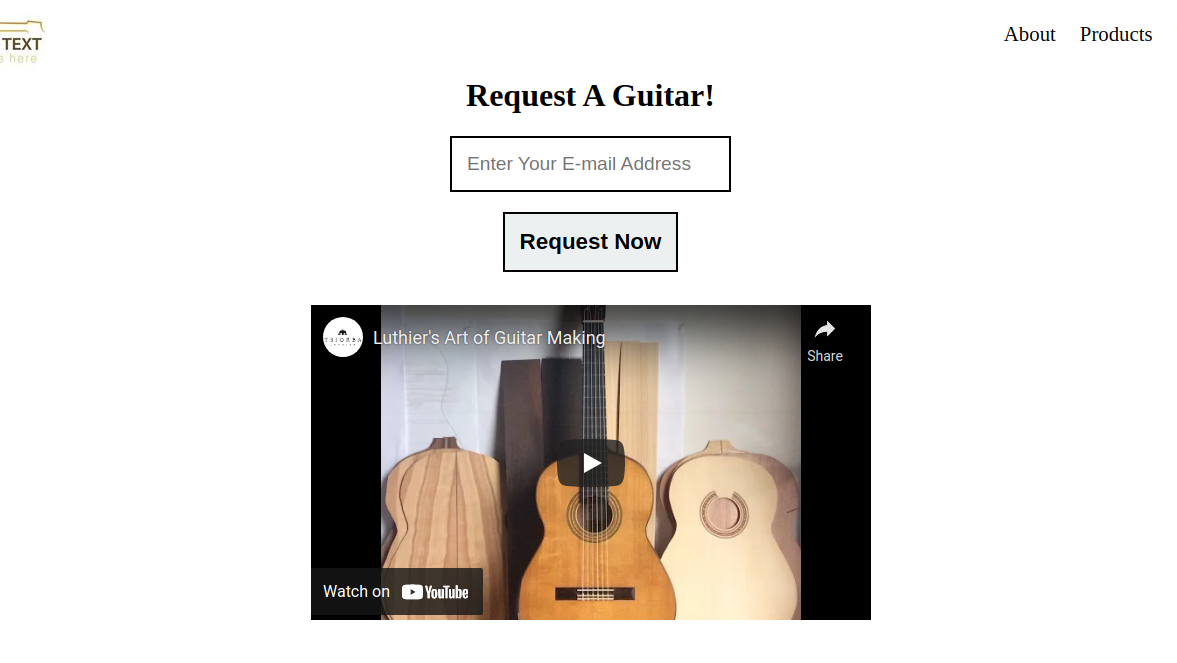 TEXT
here
About Products
Request A Guitar!
Enter Your E-mail Address
Request Now
Luthier's Art of Guitar Making
Share
Watch on YouTube